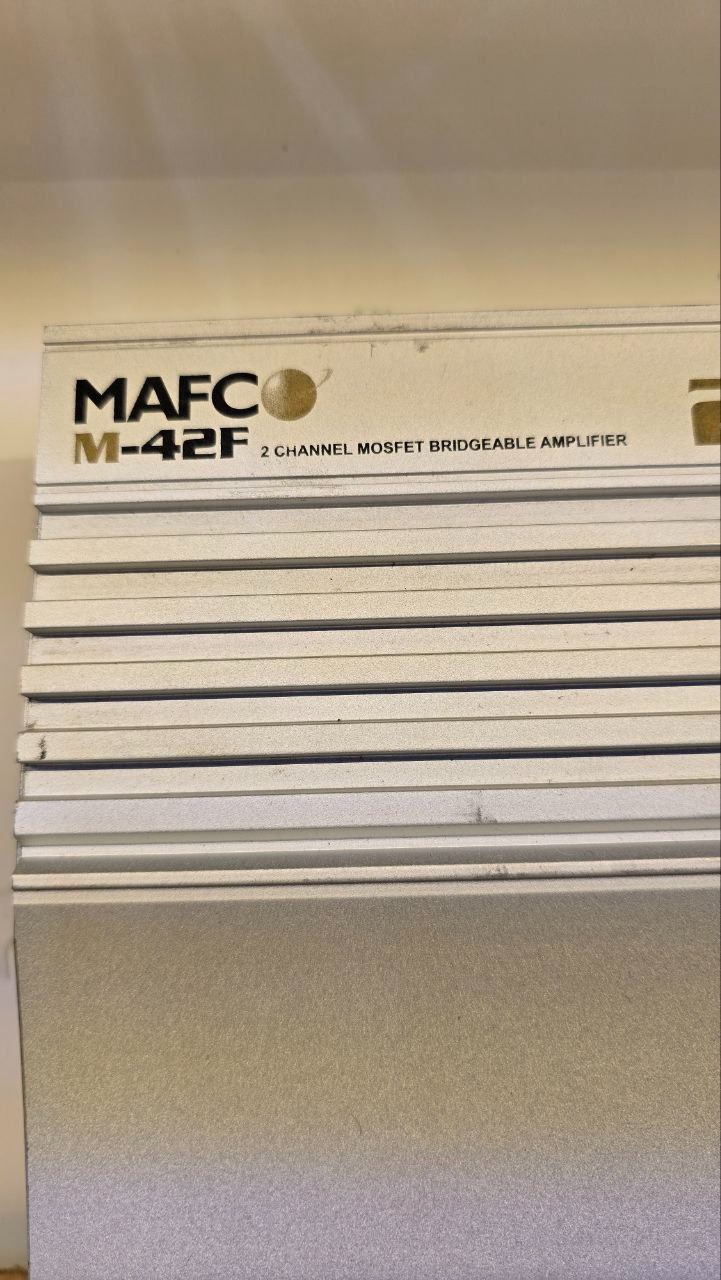 MAFCO
M-42F 2 CHANNEL MOSFET BRIDGEABLE AMPLIFIER